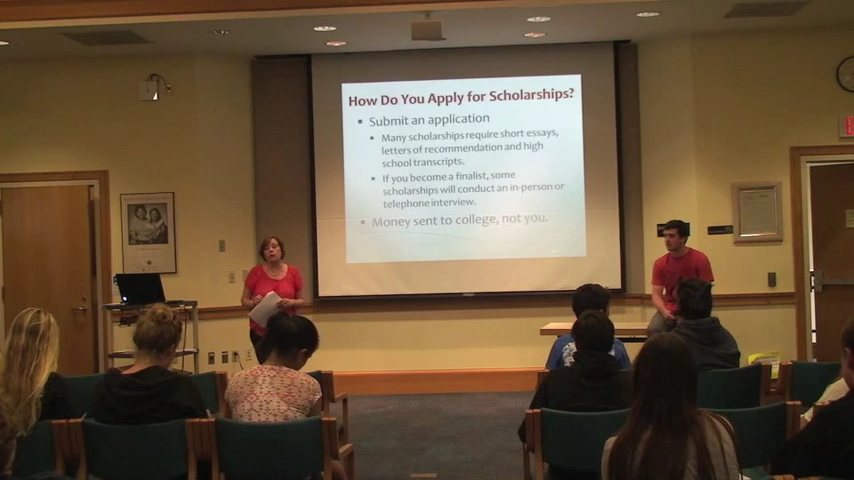 How Do You Apply for Scholarships?
▪ Submit an application
▪ Many scholarships require short essays,
letters of recommendation and high
school transcripts.
▪ If you become a finalist, some
scholarships will conduct an in-person or
telephone interview.
▪ Money sent to college, not you.